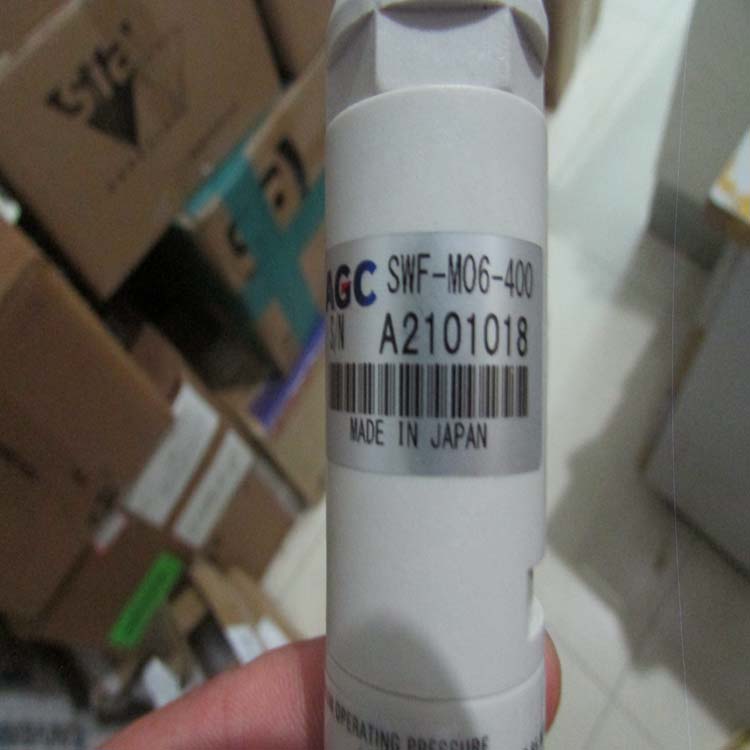 AGC SWF-M06-400
S/N A2101018
MADE IN JAPAN
OPERATING PRESSURE